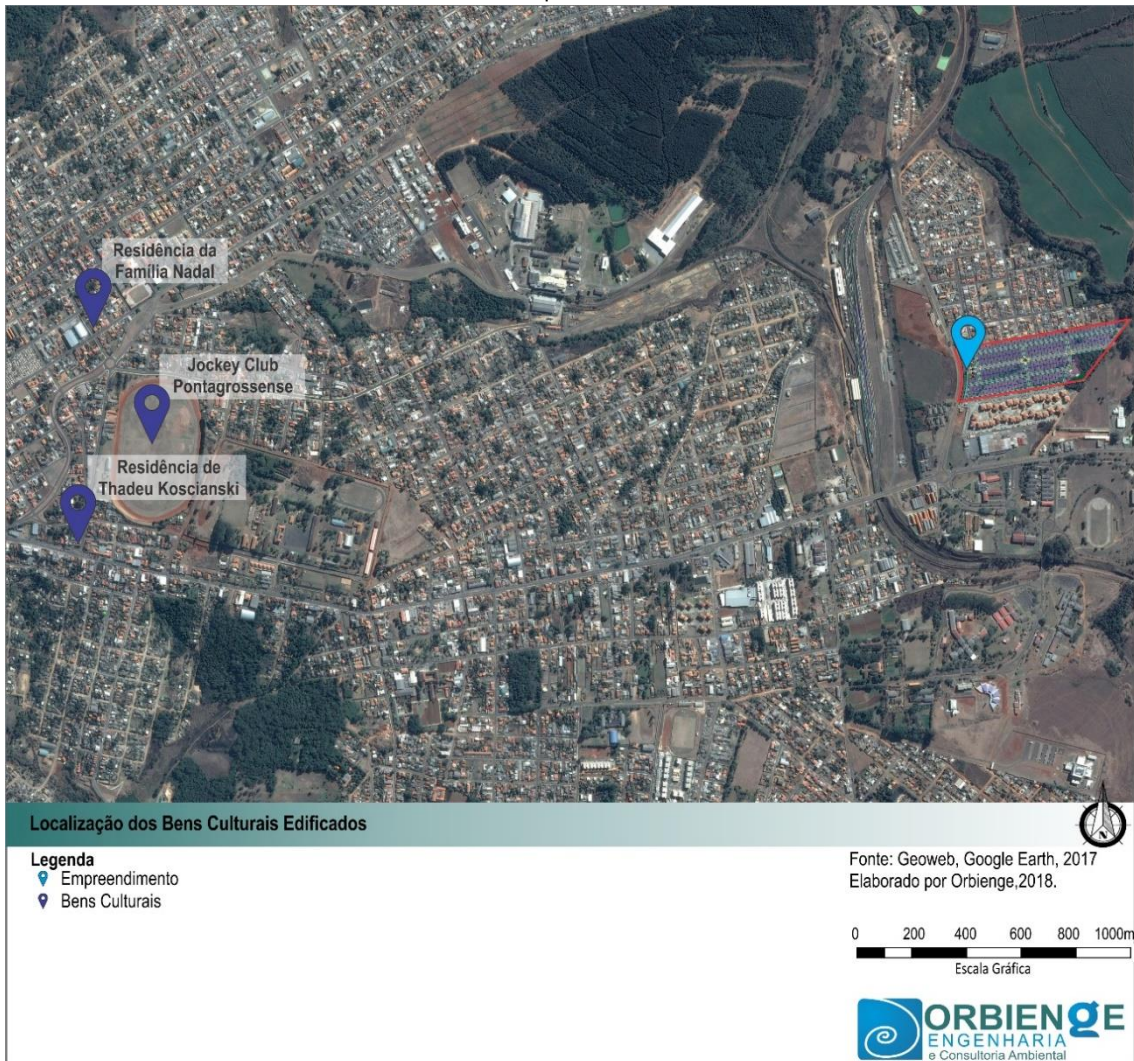 Residência da
Família Nadal
Jockey Club
Pontagrossense
Residência de
Thadeu Koscianski
Localização dos Bens Culturais Edificados
N
Legenda
Empreendimento
Bens Culturais
Fonte: Geoweb, Google Earth, 2017
Elaborado por Orbienge,2018.
0 200 400 600 800 1000m
Escala Gráfica
ORBIENGE
ENGENHARIA
e Consultoria Ambiental